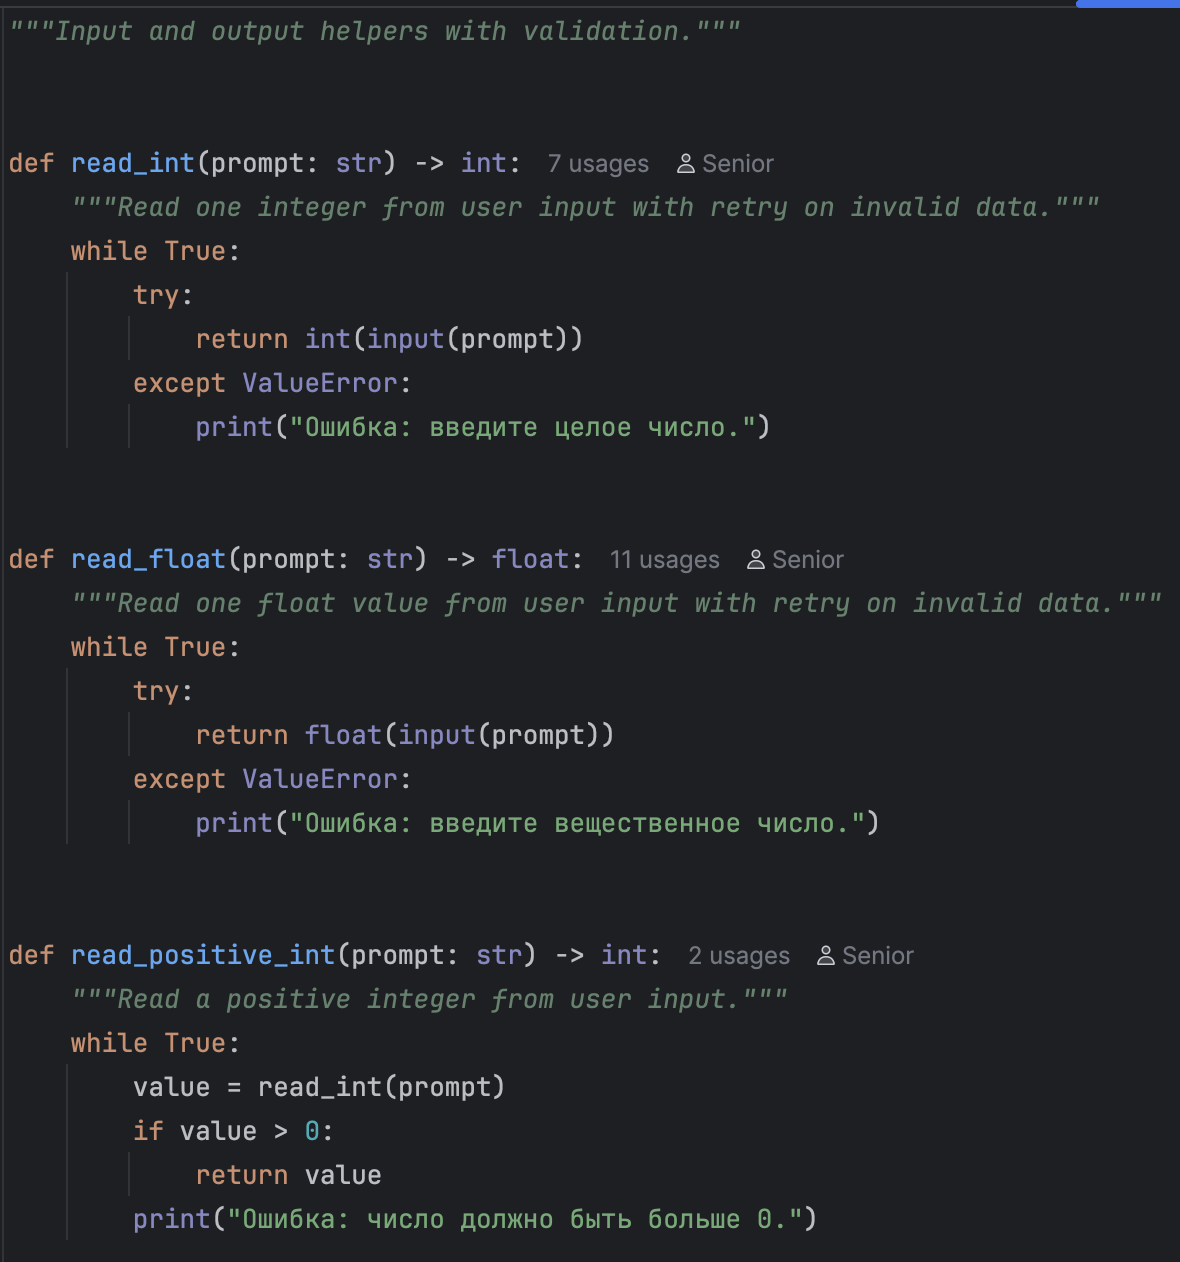 """Input and output helpers with validation."""
def read_int(prompt: str) -> int: 7 usages Senior
"""Read one integer from user input with retry on invalid data."""
while True:
try:
return int(input(prompt))
except ValueError:
print("Ошибка: введите целое число.")
def read_float(prompt: str) -> float: 11 usages Senior
"""Read one float value from user input with retry on invalid data."""
while True:
try:
return float(input(prompt))
except ValueError:
print("Ошибка: введите вещественное число.")
def read_positive_int(prompt: str) -> int: 2 usages Senior
"""Read a positive integer from user input."""
while True:
value = read_int(prompt)
if value > 0:
return value
print("Ошибка: число должно быть больше 0.")